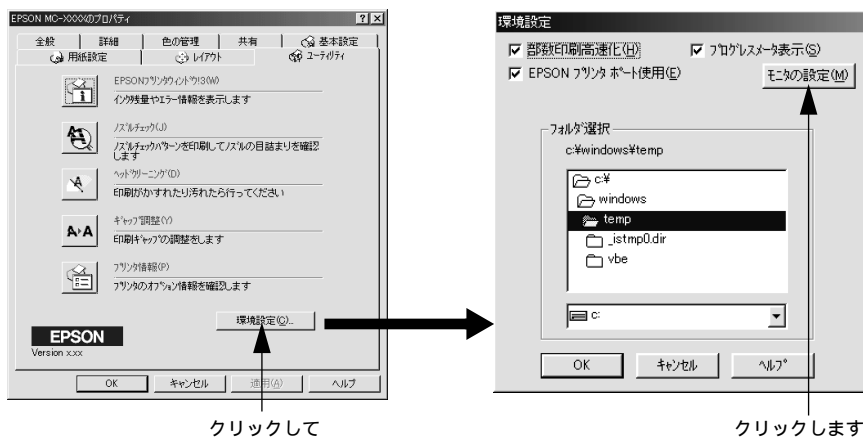 EPSON MC-XXXXのプロパティ
全般 詳細 色の管理 共有 基本設定
用紙設定 レイアウト ユーティリティ
EPSONプリンタウィンドウ!3(W)
インク残量やエラー情報を表示します
ノズルチェック(J)
ノズルチェックパターンを印刷してノズルの目詰まりを確認
します
ヘッドクリーニング(D)
印刷がかすれたり汚れたら行ってください
ギャップ調整(Y)
印刷ギャップの調整をします
プリンタ情報(P)
プリンタのオプション情報を確認します
環境設定(C)...
EPSON
Version x.xx
OK キャンセル 適用(A) ヘルプ
クリックして
環境設定
部数印刷高速化(H) プログレスメータ表示(S)
EPSON プリンタ ポート使用(E)
モニタの設定(M)
フォルダ選択
c:¥windows¥temp
c:¥
windows
temp
_istmp0.dir
vbe
c:
OK キャンセル ヘルプ
クリックします